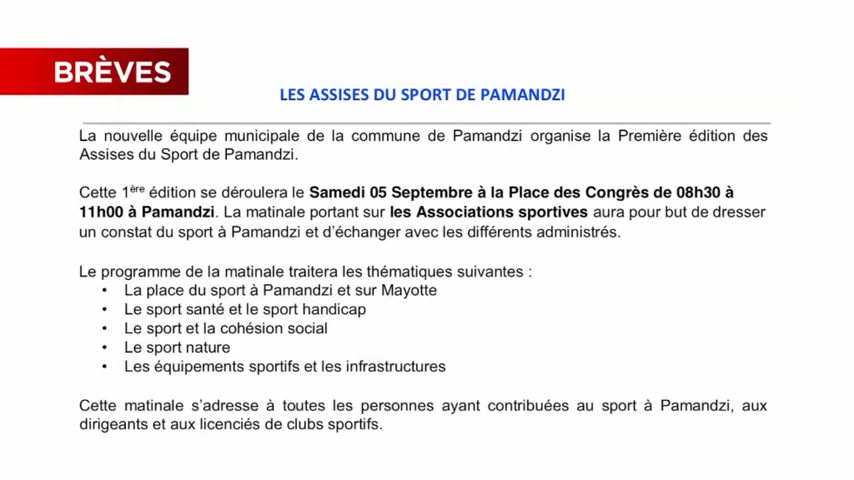 BRÈVES
LES ASSISES DU SPORT DE PAMANDZI
La nouvelle équipe municipale de la commune de Pamandzi organise la Première édition des
Assises du Sport de Pamandzi.
Cette 1ère édition se déroulera le Samedi 05 Septembre à la Place des Congrès de 08h30 à
11h00 à Pamandzi. La matinale portant sur les Associations sportives aura pour but de dresser
un constat du sport à Pamandzi et d'échanger avec les différents administrés.
Le programme de la matinale traitera les thématiques suivantes :
• La place du sport à Pamandzi et sur Mayotte
• Le sport santé et le sport handicap
• Le sport et la cohésion social
• Le sport nature
• Les équipements sportifs et les infrastructures
Cette matinale s'adresse à toutes les personnes ayant contribuées au sport à Pamandzi, aux
dirigeants et aux licenciés de clubs sportifs.